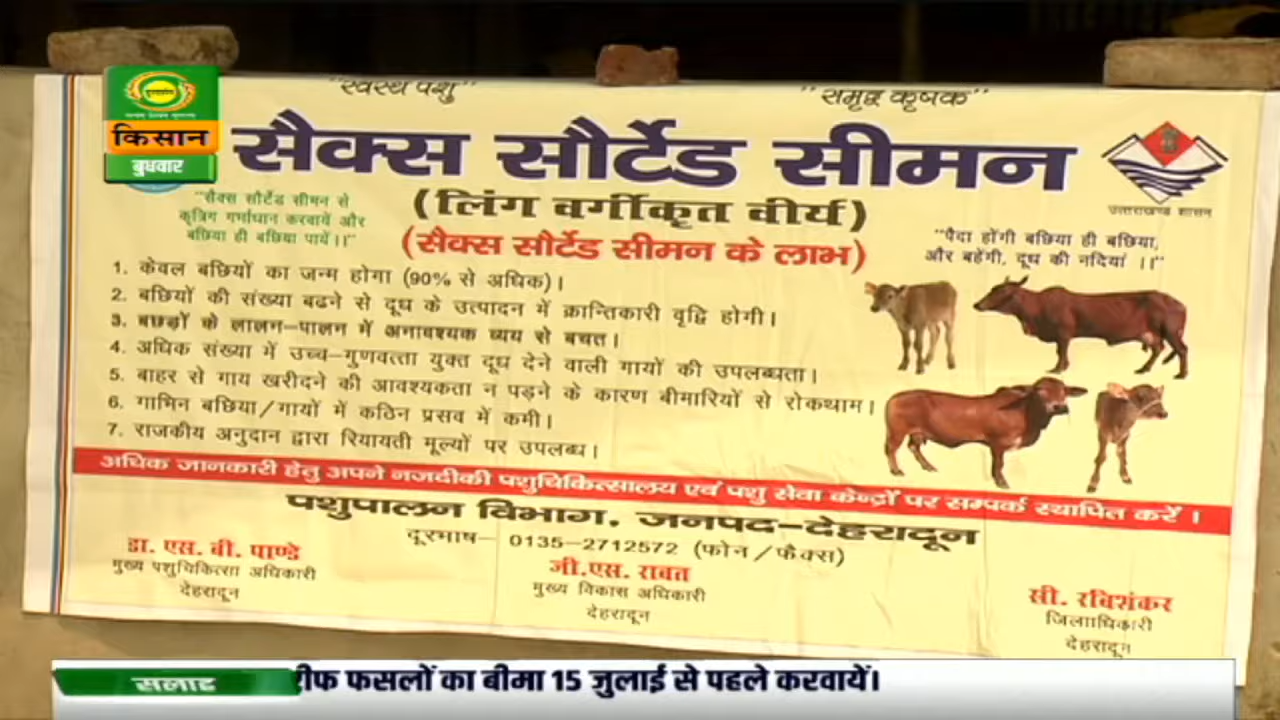 "स्वस्थ पशु"
"समृद्व कृषक"
किसान
बुधवार
सैक्स सौर्टेड सीमन
(लिंग वर्गीकृत वीर्य)
(सैक्स सौर्टेड सीमन के लाभ)
"सैक्स सौर्टेड सीमन से
कृत्रिग गर्भाधान करवायें और
बछिया ही बछिया पायें।।"
उत्तराखण्ड शासन
"पैदा होंगी बछिया ही बछिया,
और बहेंगी, दूध की नदियां ।।"
1. केवल बछियों का जन्म होगा (90% से अधिक)।
2. बछियों की संख्या बढने से दूध के उत्पादन में क्रान्तिकारी वृद्वि होगी।
3. बछड़ों के लालन-पालन में अनावश्यक व्यय से बचत।
4. अधिक संख्या में उच्च-गुणवत्ता युक्त दूध देने वाली गायों की उपलब्धता।
5. बाहर से गाय खरीदने की आवश्यकता न पड़ने के कारण बीमारियों से रोकथाम।
6. गाभिन बछिया/गायों में कठिन प्रसव में कमी।
7. राजकीय अनुदान द्वारा रियायती मूल्यों पर उपलब्ध।
अधिक जानकारी हेतु अपने नजदीकी पशुचिकित्सालय एवं पशु सेवा केन्द्रों पर सम्पर्क स्थापित करें ।
पशुपालन विभाग, जनपद-देहरादून
दूरभाष- 0135-2712572 (फोन/फैक्स)
डा. एस. बी. पाण्डे
मुख्य पशुचिकित्सा अधिकारी
देहरादून
जी.एस. रावत
मुख्य विकास अधिकारी
देहरादून
सी. रविशंकर
जिलाधिकारी
देहरादून
सलाह
रीफ फसलों का बीमा 15 जुलाई से पहले करवायें।